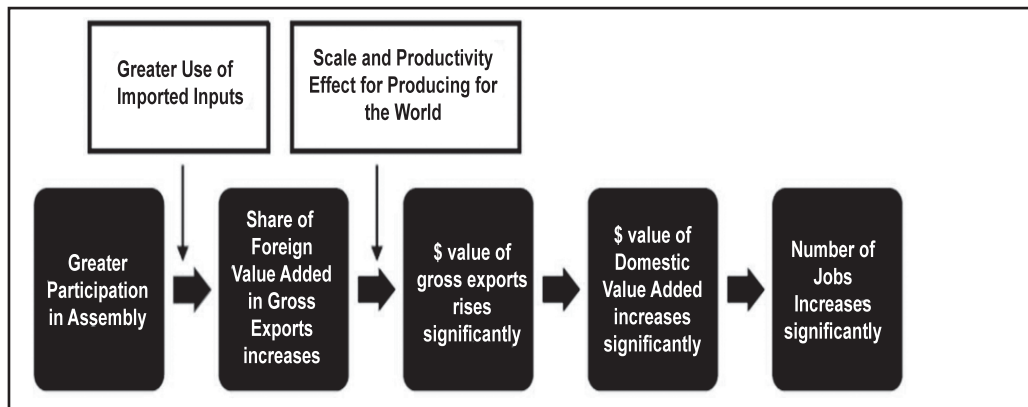 Greater Use of
Imported Inputs
Scale and Productivity
Effect for Producing for
the World
Greater
Participation
in Assembly
Share of
Foreign
Value Added
in Gross
Exports
increases
$ value of
gross exports
rises
significantly
$ value of
Domestic
Value Added
increases
significantly
Number of
Jobs
Increases
significantly